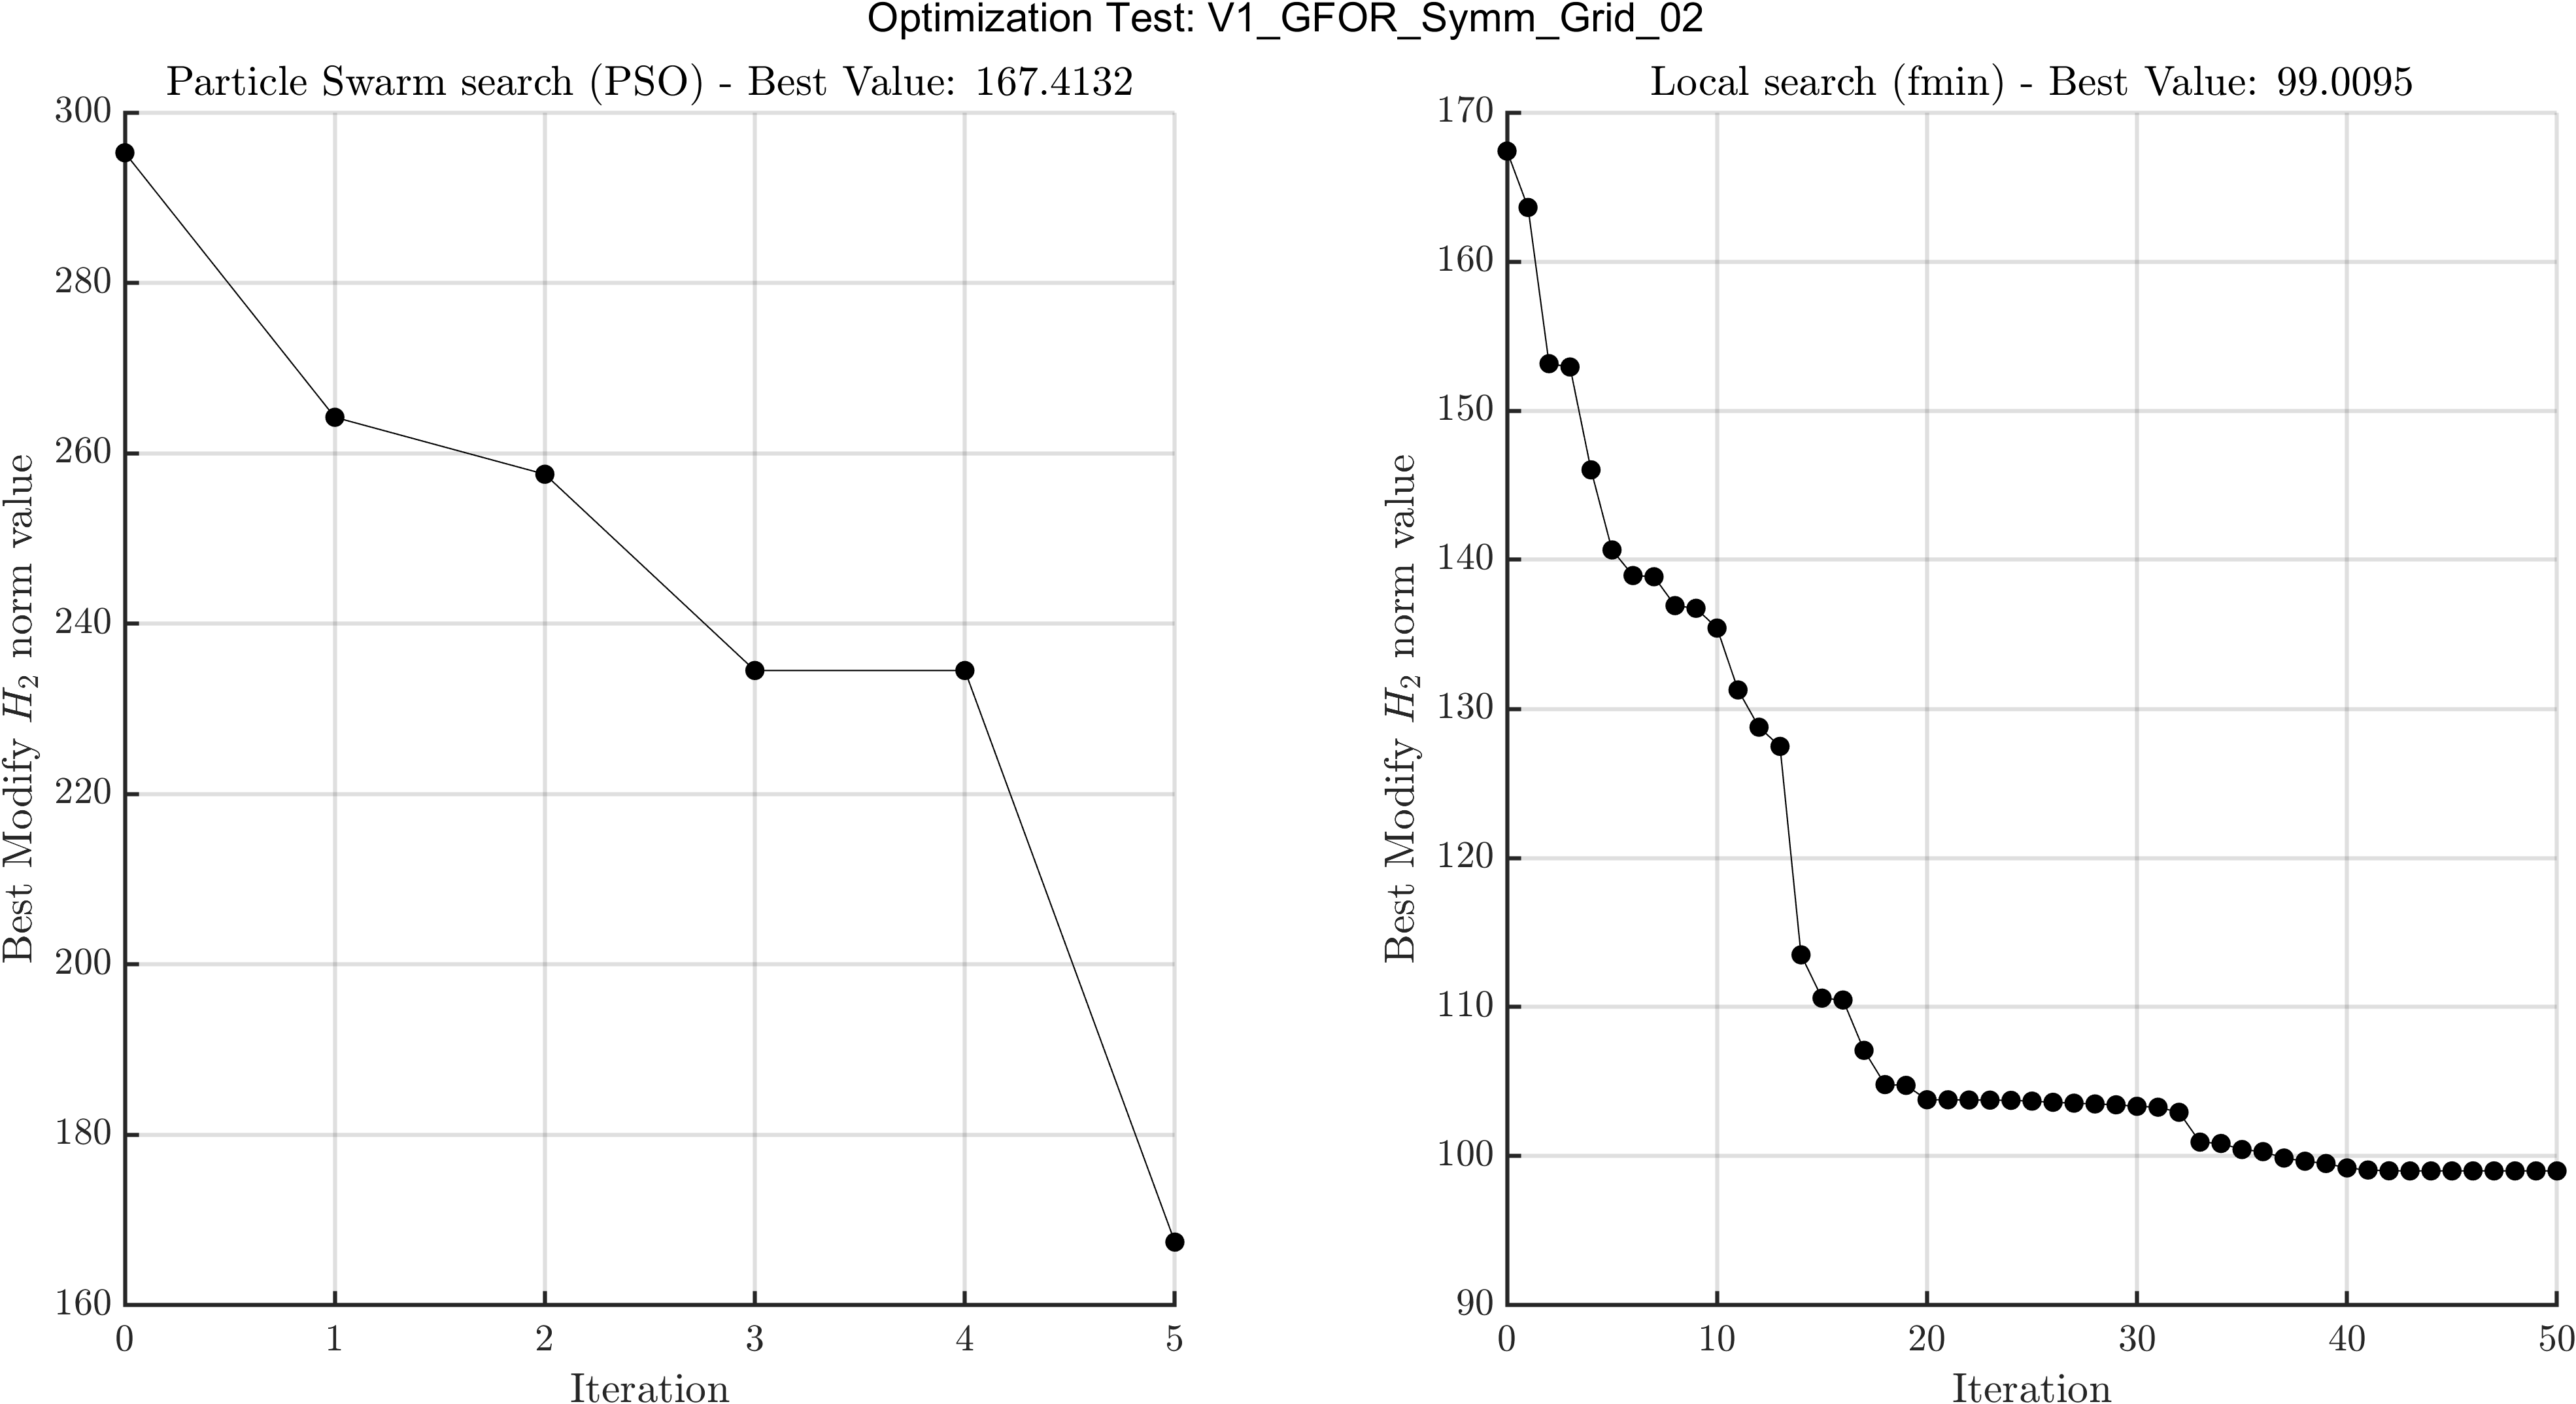 Optimization Test: V1_GFOR_Symm_Grid_02
Particle Swarm search (PSO) - Best Value: 167.4132
300
280
260
240
220
200
180
160
0 1 2 3 4 5
Iteration
Best Modify H₂ norm value
Local search (fmin) - Best Value: 99.0095
170
160
150
140
130
120
110
100
90
0 10 20 30 40 50
Iteration
Best Modify H₂ norm value